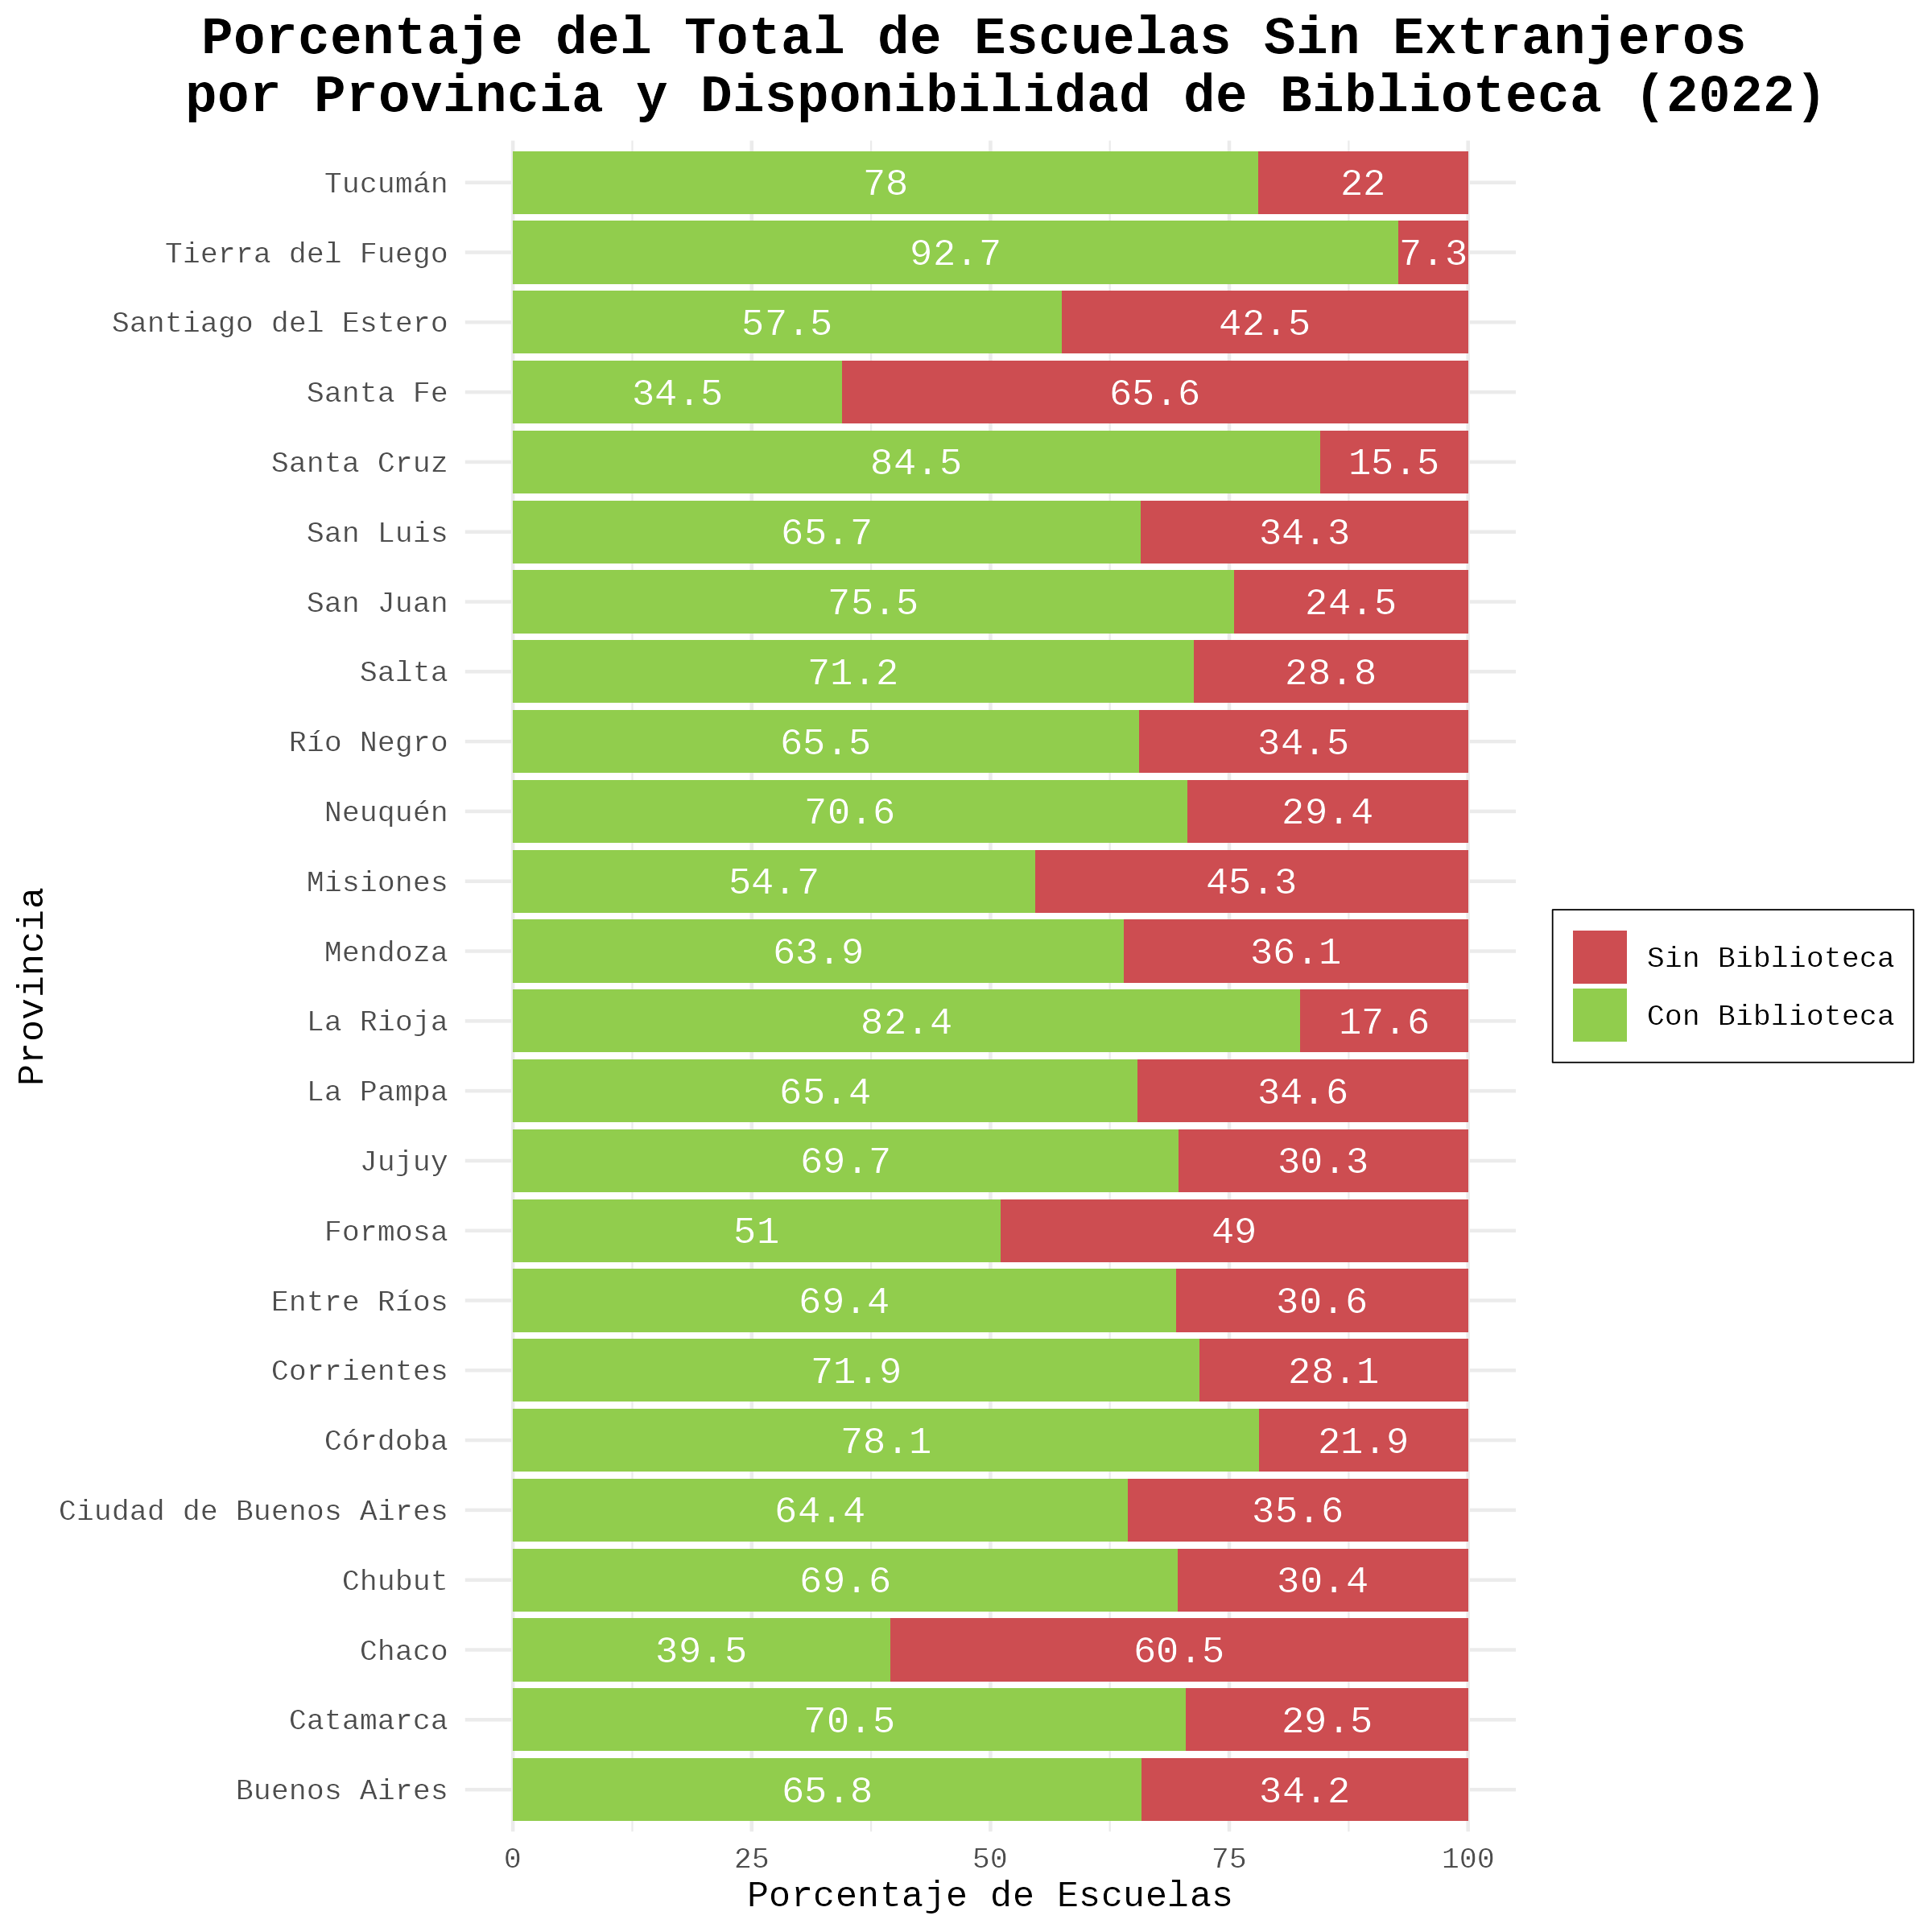 Porcentaje del Total de Escuelas Sin Extranjeros
por Provincia y Disponibilidad de Biblioteca (2022)
Tucumán 78 22
Tierra del Fuego 92.7 7.3
Santiago del Estero 57.5 42.5
Santa Fe 34.5 65.6
Santa Cruz 84.5 15.5
San Luis 65.7 34.3
San Juan 75.5 24.5
Salta 71.2 28.8
Río Negro 65.5 34.5
Neuquén 70.6 29.4
Misiones 54.7 45.3
Mendoza 63.9 36.1
La Rioja 82.4 17.6
La Pampa 65.4 34.6
Jujuy 69.7 30.3
Formosa 51 49
Entre Ríos 69.4 30.6
Corrientes 71.9 28.1
Córdoba 78.1 21.9
Ciudad de Buenos Aires 64.4 35.6
Chubut 69.6 30.4
Chaco 39.5 60.5
Catamarca 70.5 29.5
Buenos Aires 65.8 34.2
0 25 50 75 100
Porcentaje de Escuelas
Provincia
Sin Biblioteca
Con Biblioteca